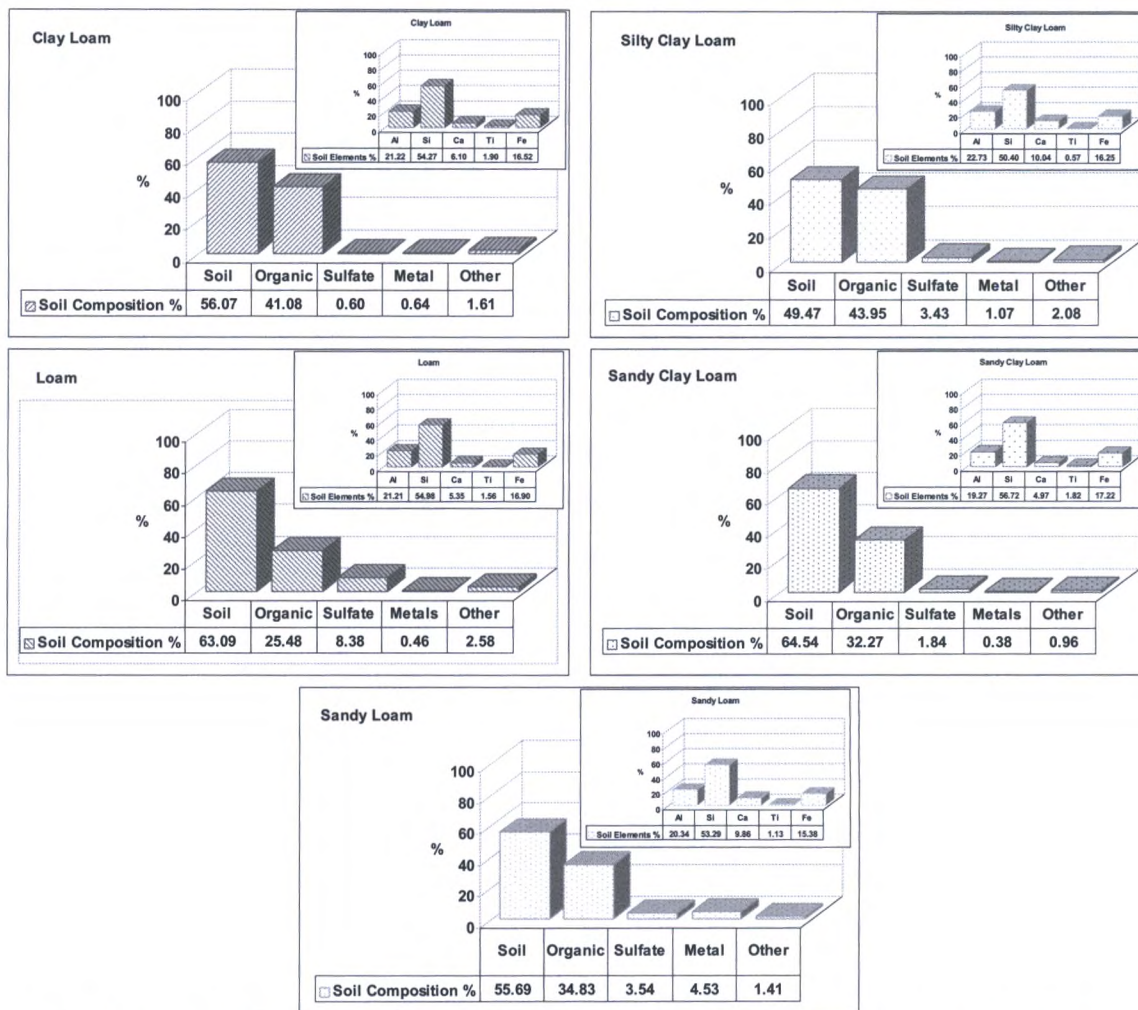 Clay Loam
Clay Loam
%
100
80
60
40
20
0
Al Si Ca Ti Fe
Soil Elements % 21.22 54.27 6.10 1.90 16.52
%
100
80
60
40
20
0
Soil Organic Sulfate Metal Other
Soil Composition % 56.07 41.08 0.60 0.64 1.61
Silty Clay Loam
Silty Clay Loam
%
100
80
60
40
20
0
Al Si Ca Ti Fe
Soil Elements % 22.73 50.40 10.04 0.57 16.25
%
100
80
60
40
20
0
Soil Organic Sulfate Metal Other
Soil Composition % 49.47 43.95 3.43 1.07 2.08
Loam
Loam
%
100
80
60
40
20
0
Al Si Ca Ti Fe
Soil Elements % 21.21 54.98 5.35 1.56 16.90
%
100
80
60
40
20
0
Soil Organic Sulfate Metals Other
Soil Composition % 63.09 25.48 8.38 0.46 2.58
Sandy Clay Loam
Sandy Clay Loam
%
100
80
60
40
20
0
Al Si Ca Ti Fe
Soil Elements % 19.27 56.72 4.97 1.82 17.22
%
100
80
60
40
20
0
Soil Organic Sulfate Metals Other
Soil Composition % 64.54 32.27 1.84 0.38 0.96
Sandy Loam
Sandy Loam
%
100
80
60
40
20
0
Al Si Ca Ti Fe
Soil Elements % 20.34 53.29 9.86 1.13 15.38
%
100
80
60
40
20
0
Soil Organic Sulfate Metal Other
Soil Composition % 55.69 34.83 3.54 4.53 1.41